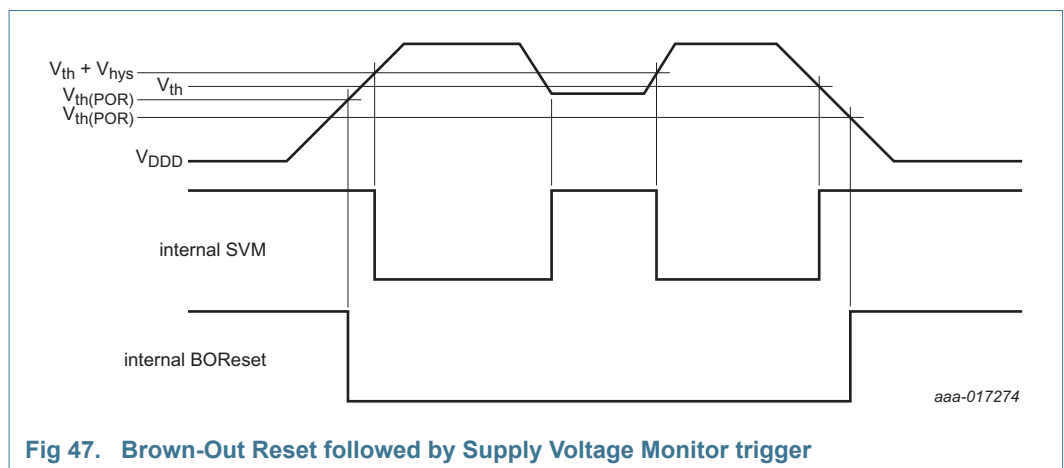 Vth + Vhys
Vth
Vth(POR)
Vth(POR)
VDDD
internal SVM
internal BOReset
aaa-017274
Fig 47. Brown-Out Reset followed by Supply Voltage Monitor trigger